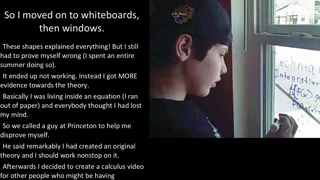 So I moved on to whiteboards,
then windows.
These shapes explained everything! But I still
had to prove myself wrong (I spent an entire
summer doing so).
It ended up not working. Instead I got MORE
evidence towards the theory.
Basically I was living inside an equation (I ran
out of paper) and everybody thought I had lost
my mind.
So we called a guy at Princeton to help me
disprove myself.
He said remarkably I had created an original
theory and I should work nonstop on it.
Afterwards I decided to create a calculus video
for other people who might be having
Techniq
Integration